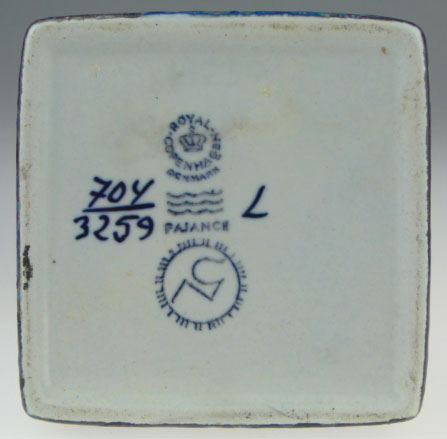 ROYAL COPENHAGEN
DENMARK
704
3259
L
FAJANCE